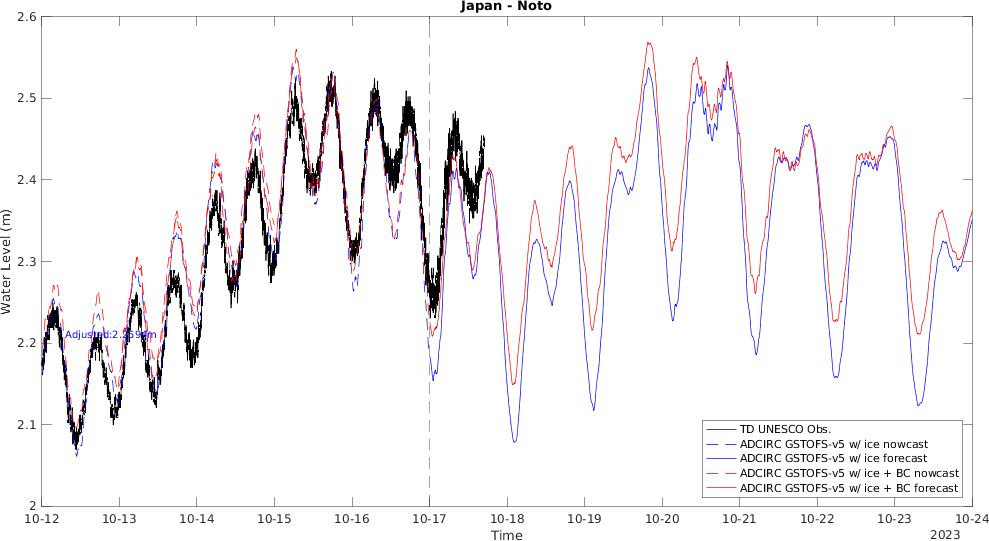 Japan - Noto
2.6
2.5
2.4
2.3
2.2
2.1
2
Water Level (m)
Adjusted:2.2594m
TD UNESCO Obs.
ADCIRC GSTOFS-v5 w/ ice nowcast
ADCIRC GSTOFS-v5 w/ ice forecast
ADCIRC GSTOFS-v5 w/ ice + BC nowcast
ADCIRC GSTOFS-v5 w/ ice + BC forecast
10-12 10-13 10-14 10-15 10-16 10-17 10-18 10-19 10-20 10-21 10-22 10-23 10-24
Time
2023